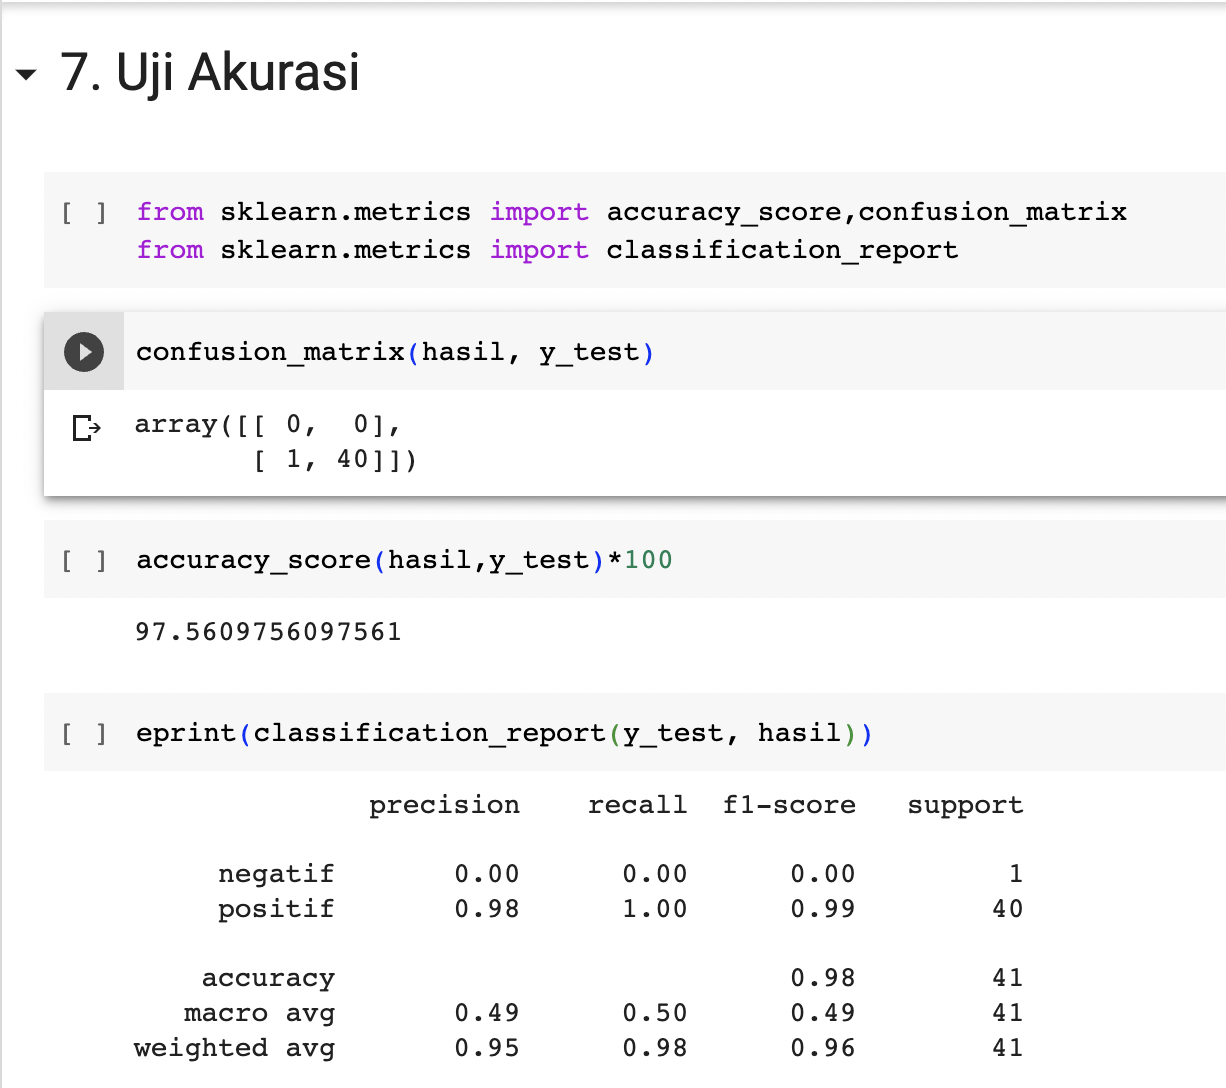 7. Uji Akurasi
[ ] from sklearn.metrics import accuracy_score,confusion_matrix
from sklearn.metrics import classification_report
confusion_matrix(hasil, y_test)
array([[ 0,  0],
       [ 1, 40]])
[ ] accuracy_score(hasil,y_test)*100
97.5609756097561
[ ] eprint(classification_report(y_test, hasil))
precision recall f1-score support
negatif 0.00 0.00 0.00 1
positif 0.98 1.00 0.99 40
accuracy 0.98 41
macro avg 0.49 0.50 0.49 41
weighted avg 0.95 0.98 0.96 41